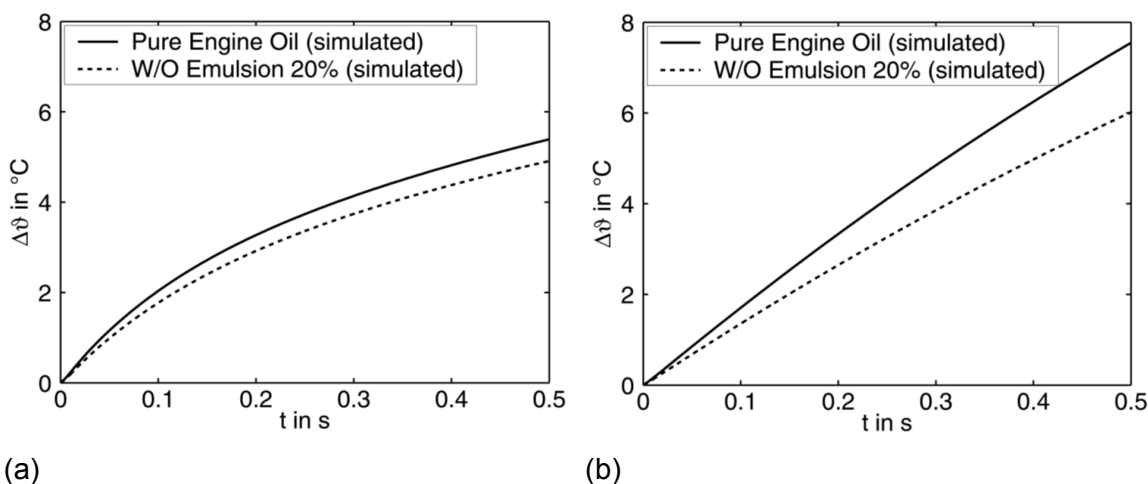 8
6
4
2
0
Δϑ in °C
Pure Engine Oil (simulated)
W/O Emulsion 20% (simulated)
0 0.1 0.2 0.3 0.4 0.5
t in s
(a)
8
6
4
2
0
Δϑ in °C
Pure Engine Oil (simulated)
W/O Emulsion 20% (simulated)
0 0.1 0.2 0.3 0.4 0.5
t in s
(b)